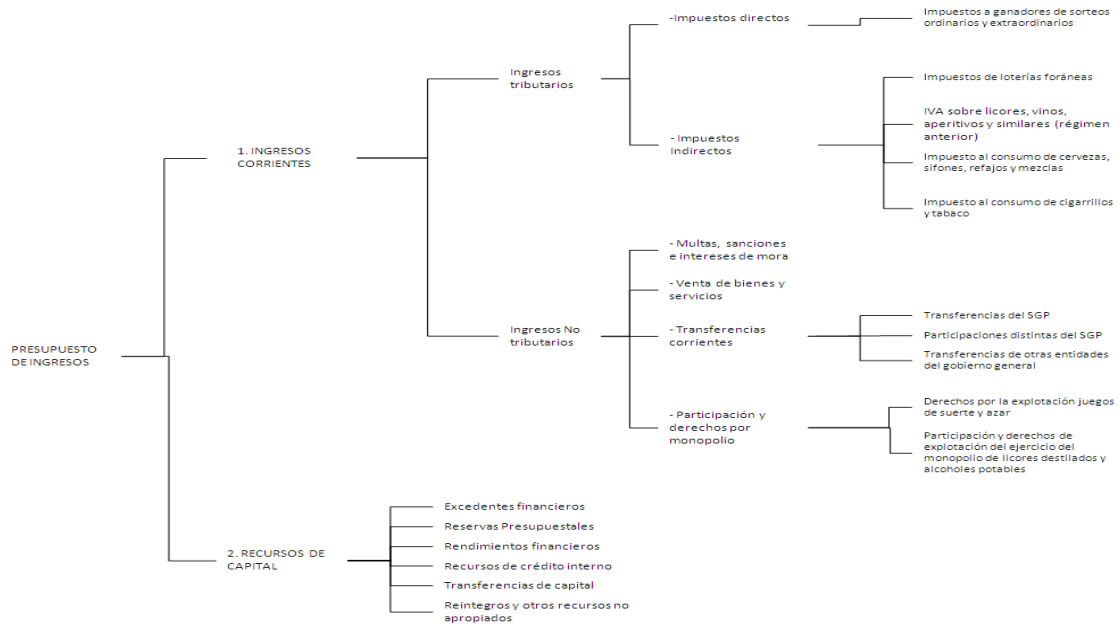 PRESUPUESTO
DE INGRESOS
1. INGRESOS
CORRIENTES
Ingresos
tributarios
-Impuestos directos
Impuestos a ganadores de sorteos
ordinarios y extraordinarios
- Impuestos
Indirectos
Impuestos de loterías foráneas
IVA sobre licores, vinos,
aperitivos y similares (régimen
anterior)
Impuesto al consumo de cervezas,
sifones, refajos y mezclas
Impuesto al consumo de cigarrillos
y tabaco
Ingresos No
tributarios
- Multas, sanciones
e intereses de mora
- Venta de bienes y
servicios
- Transferencias
corrientes
Transferencias del SGP
Participaciones distintas del SGP
Transferencias de otras entidades
del gobierno general
- Participación y
derechos por
monopolio
Derechos por la explotación juegos
de suerte y azar
Participación y derechos de
explotación del ejercicio del
monopolio de licores destilados y
alcoholes potables
2. RECURSOS DE
CAPITAL
Excedentes financieros
Reservas Presupuestales
Rendimientos financieros
Recursos de crédito interno
Transferencias de capital
Reintegros y otros recursos no
apropiados